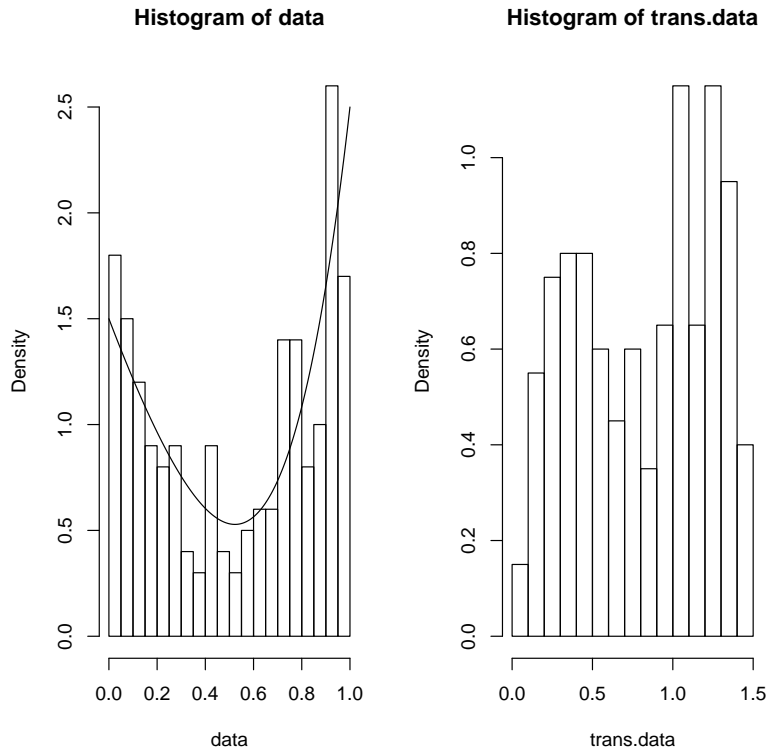 Histogram of data
Density
0.0 0.5 1.0 1.5 2.0 2.5
0.0 0.2 0.4 0.6 0.8 1.0
data
Histogram of trans.data
Density
0.0 0.2 0.4 0.6 0.8 1.0
0.0 0.5 1.0 1.5
trans.data